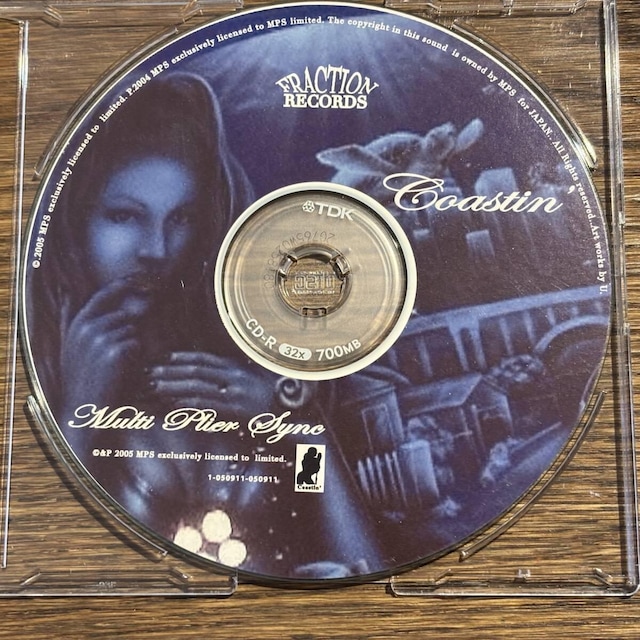 ©.2005 MPS exclusively licensed to limited. P.2004 MPS exclusively licensed to MPS limited. The copyright in this sound is owned by MPS for JAPAN.. All Rights reserved...Art works by U.
FRACTION
RECORDS
Coastin'
TDK
CD-R 32x 700MB
Multi Plier Sync
©&P 2005 MPS exclusively licensed to limited.
Coastin'
1-050911-050911